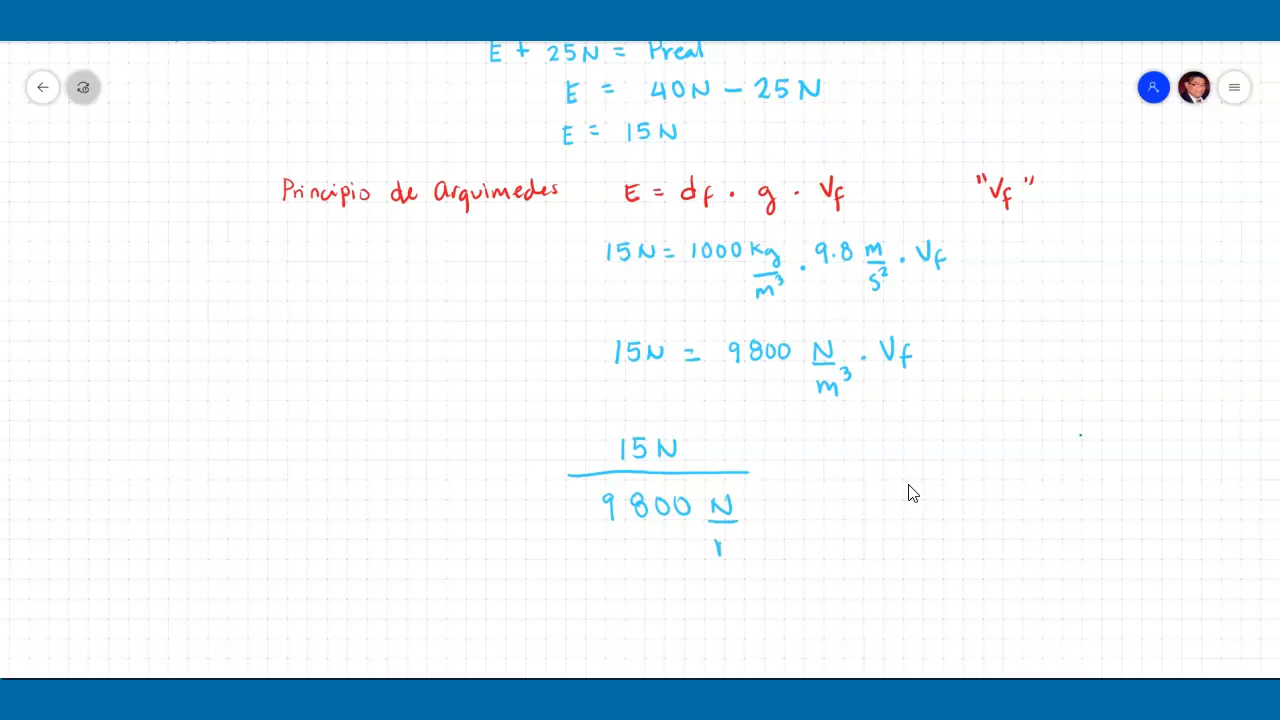 E + 25N = Preal
E = 40N - 25N
E = 15N
Principio de Arquimedes E = df . g . Vf "Vf"
15N = 1000 kg/m³ . 9.8 m/s² . Vf
15N = 9800 N/m³ . Vf
15N
9800 N